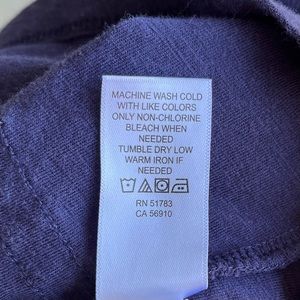 MACHINE WASH COLD
WITH LIKE COLORS
ONLY NON-CHLORINE
BLEACH WHEN
NEEDED
TUMBLE DRY LOW
WARM IRON IF
NEEDED
RN 51783
CA 56910